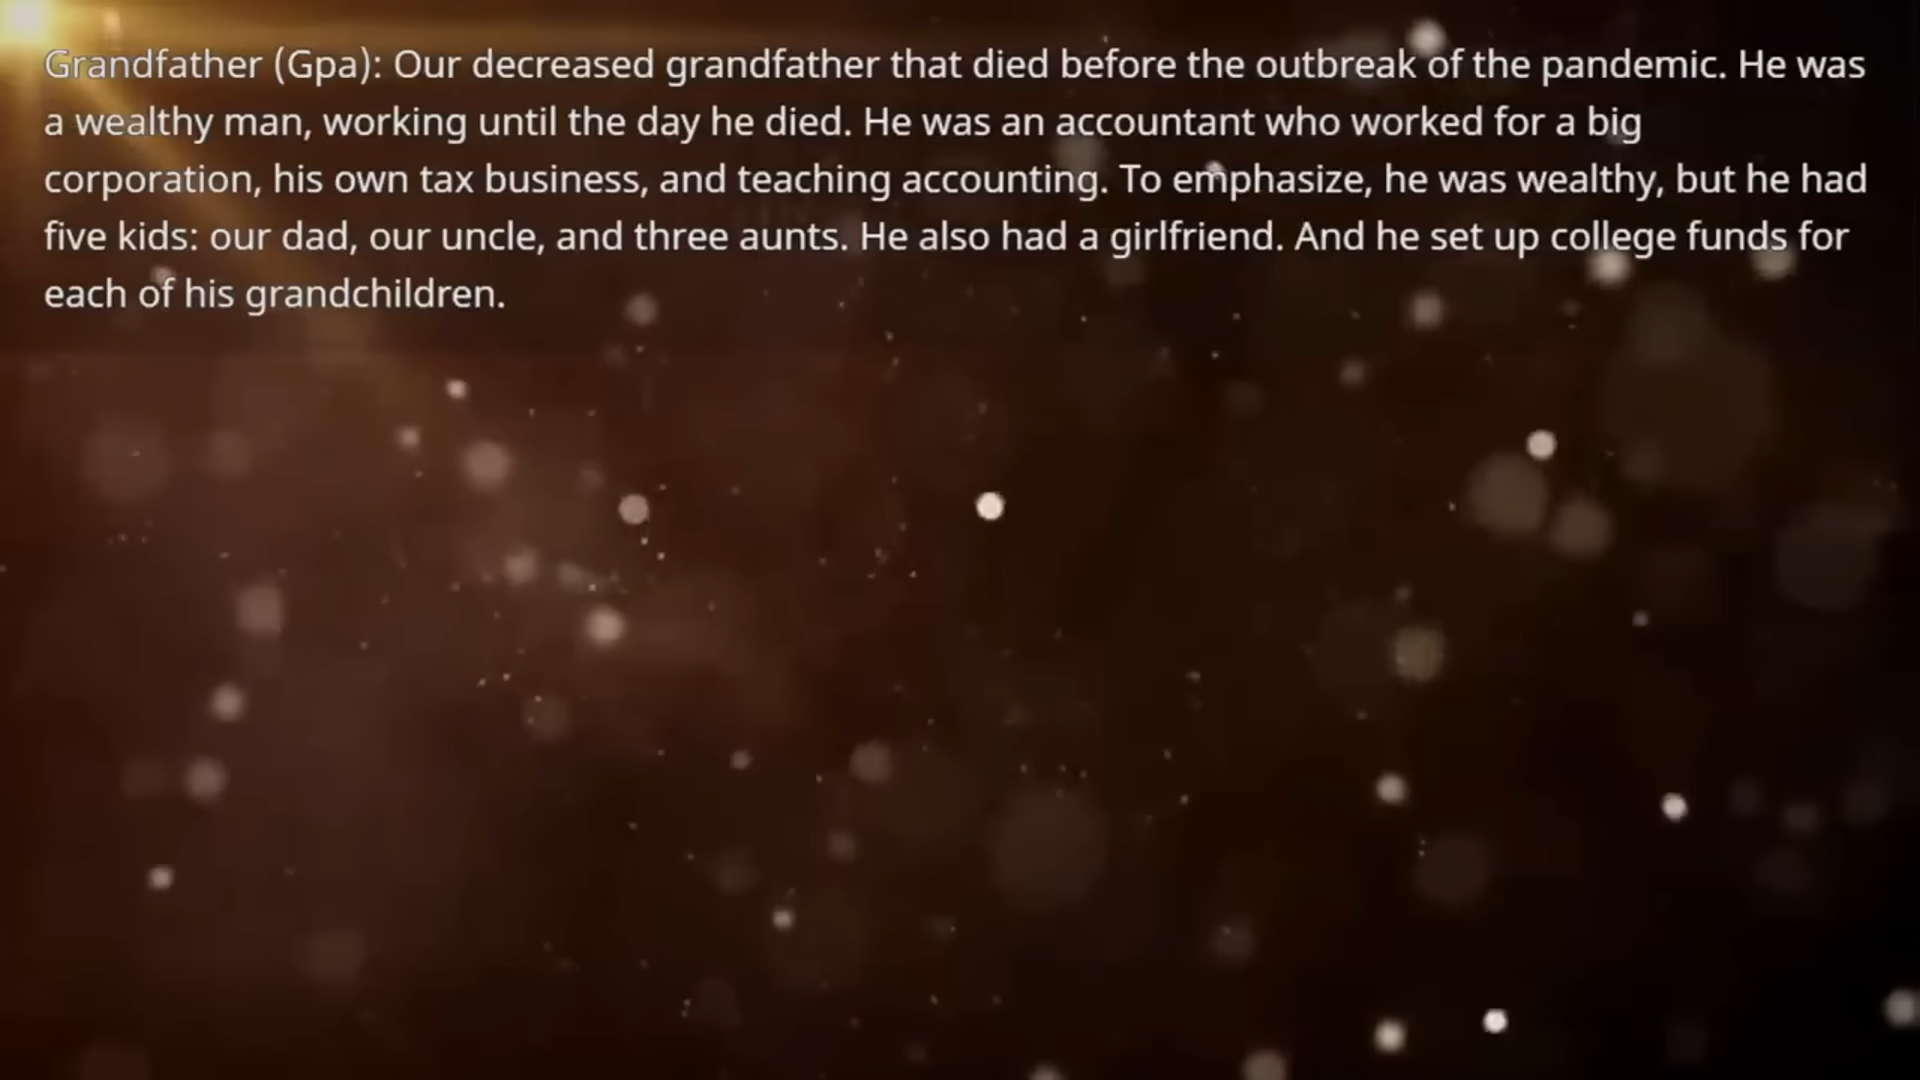 Grandfather (Gpa): Our decreased grandfather that died before the outbreak of the pandemic. He was
a wealthy man, working until the day he died. He was an accountant who worked for a big
corporation, his own tax business, and teaching accounting. To emphasize, he was wealthy, but he had
five kids: our dad, our uncle, and three aunts. He also had a girlfriend. And he set up college funds for
each of his grandchildren.